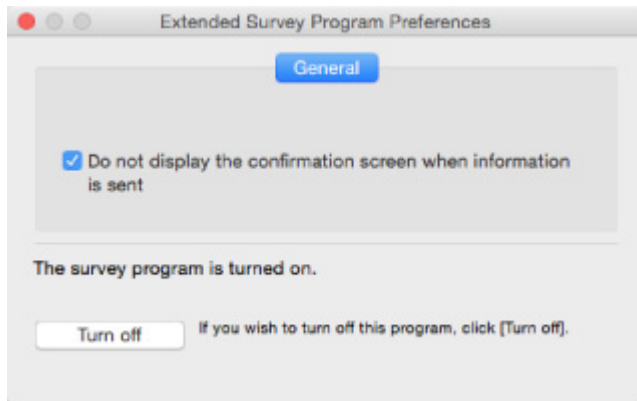 Extended Survey Program Preferences
General
Do not display the confirmation screen when information
is sent
The survey program is turned on.
Turn off
If you wish to turn off this program, click [Turn off].